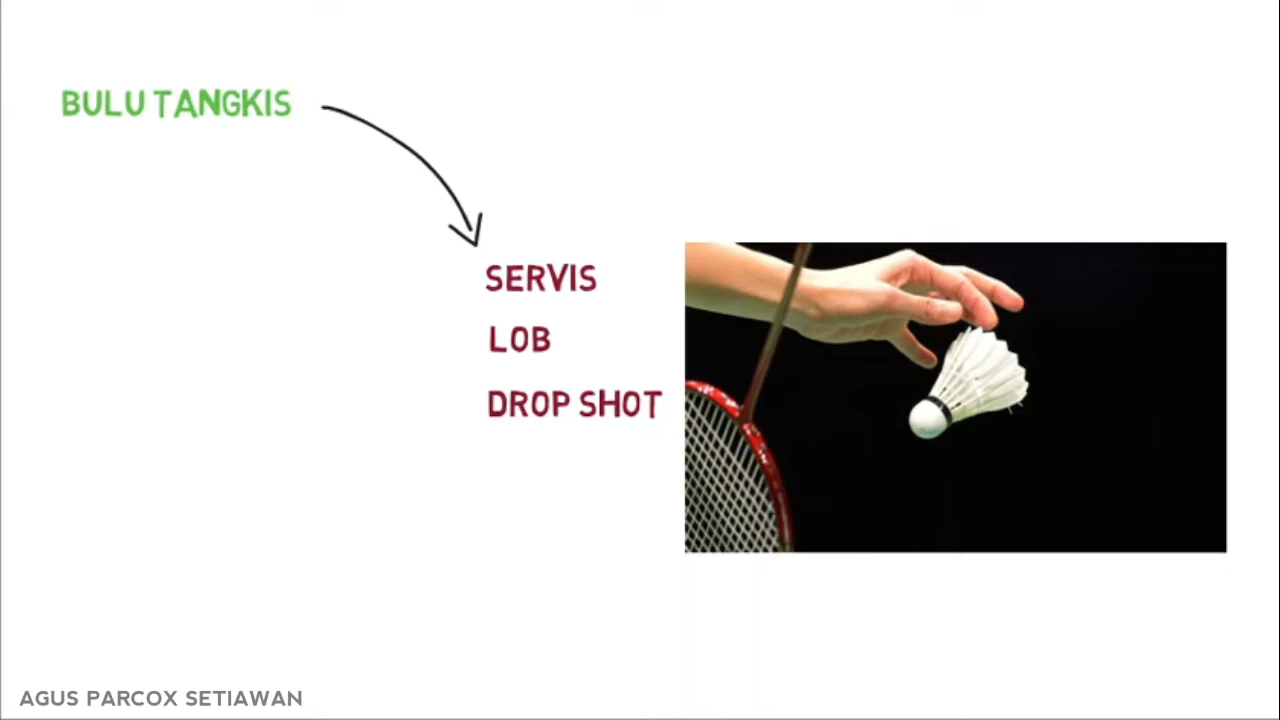 BULU TANGKIS
SERVIS
LOB
DROP SHOT
AGUS PARCOX SETIAWAN